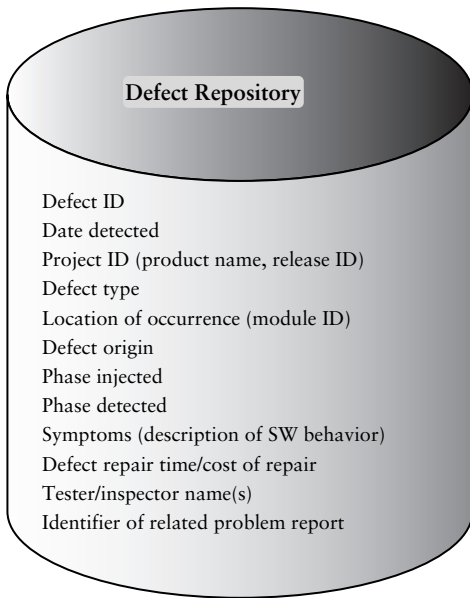 Defect Repository
Defect ID
Date detected
Project ID (product name, release ID)
Defect type
Location of occurrence (module ID)
Defect origin
Phase injected
Phase detected
Symptoms (description of SW behavior)
Defect repair time/cost of repair
Tester/inspector name(s)
Identifier of related problem report